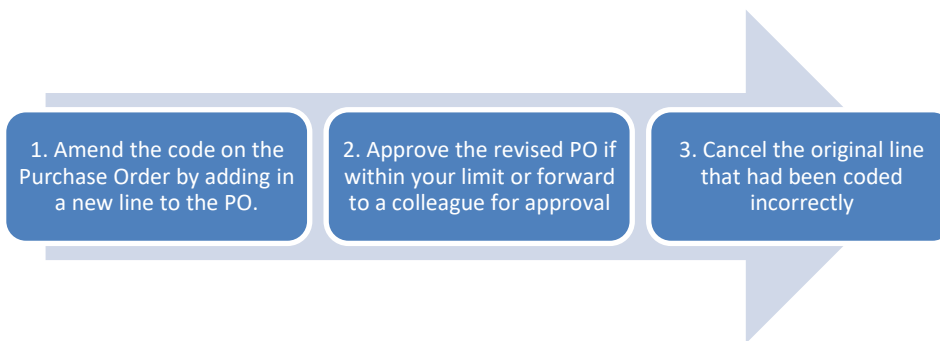 1. Amend the code on the
Purchase Order by adding in
a new line to the PO.
2. Approve the revised PO if
within your limit or forward
to a colleague for approval
3. Cancel the original line
that had been coded
incorrectly